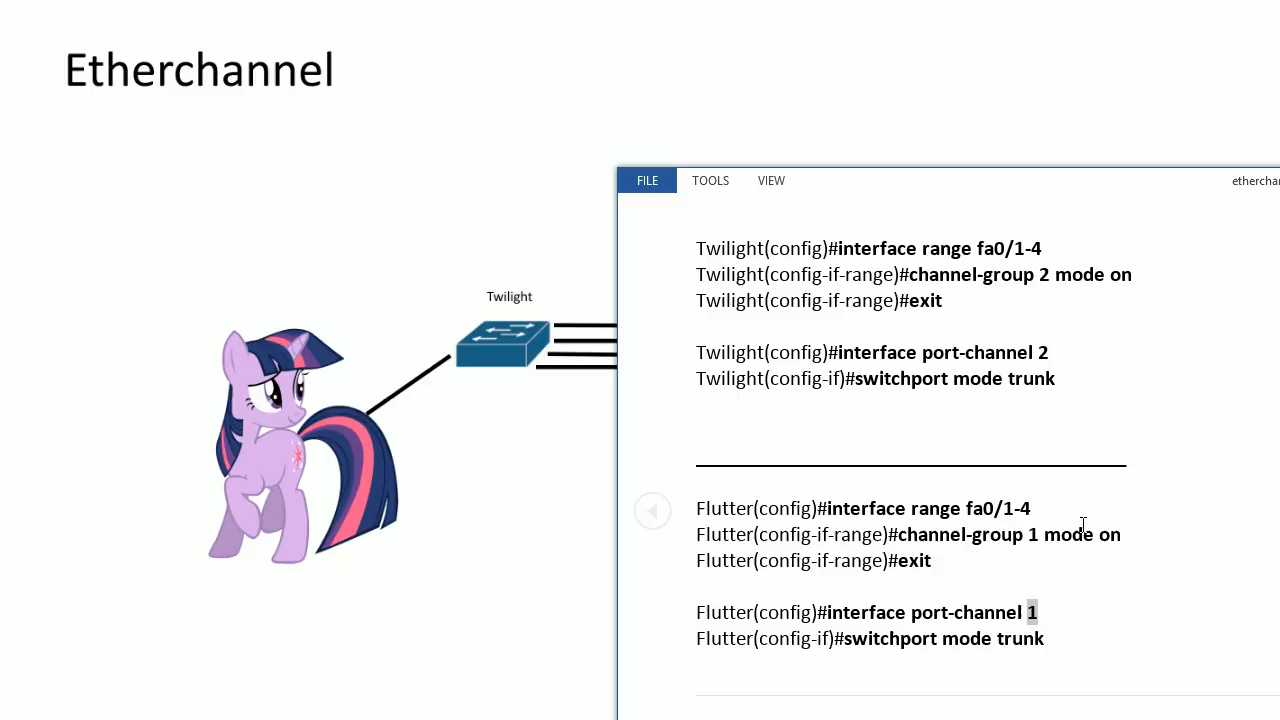 Etherchannel
FILE TOOLS VIEW
Twilight(config)#interface range fa0/1-4
Twilight(config-if-range)#channel-group 2 mode on
Twilight(config-if-range)#exit
Twilight(config)#interface port-channel 2
Twilight(config-if)#switchport mode trunk
Twilight
Flutter(config)#interface range fa0/1-4
Flutter(config-if-range)#channel-group 1 mode on
Flutter(config-if-range)#exit
Flutter(config)#interface port-channel 1
Flutter(config-if)#switchport mode trunk